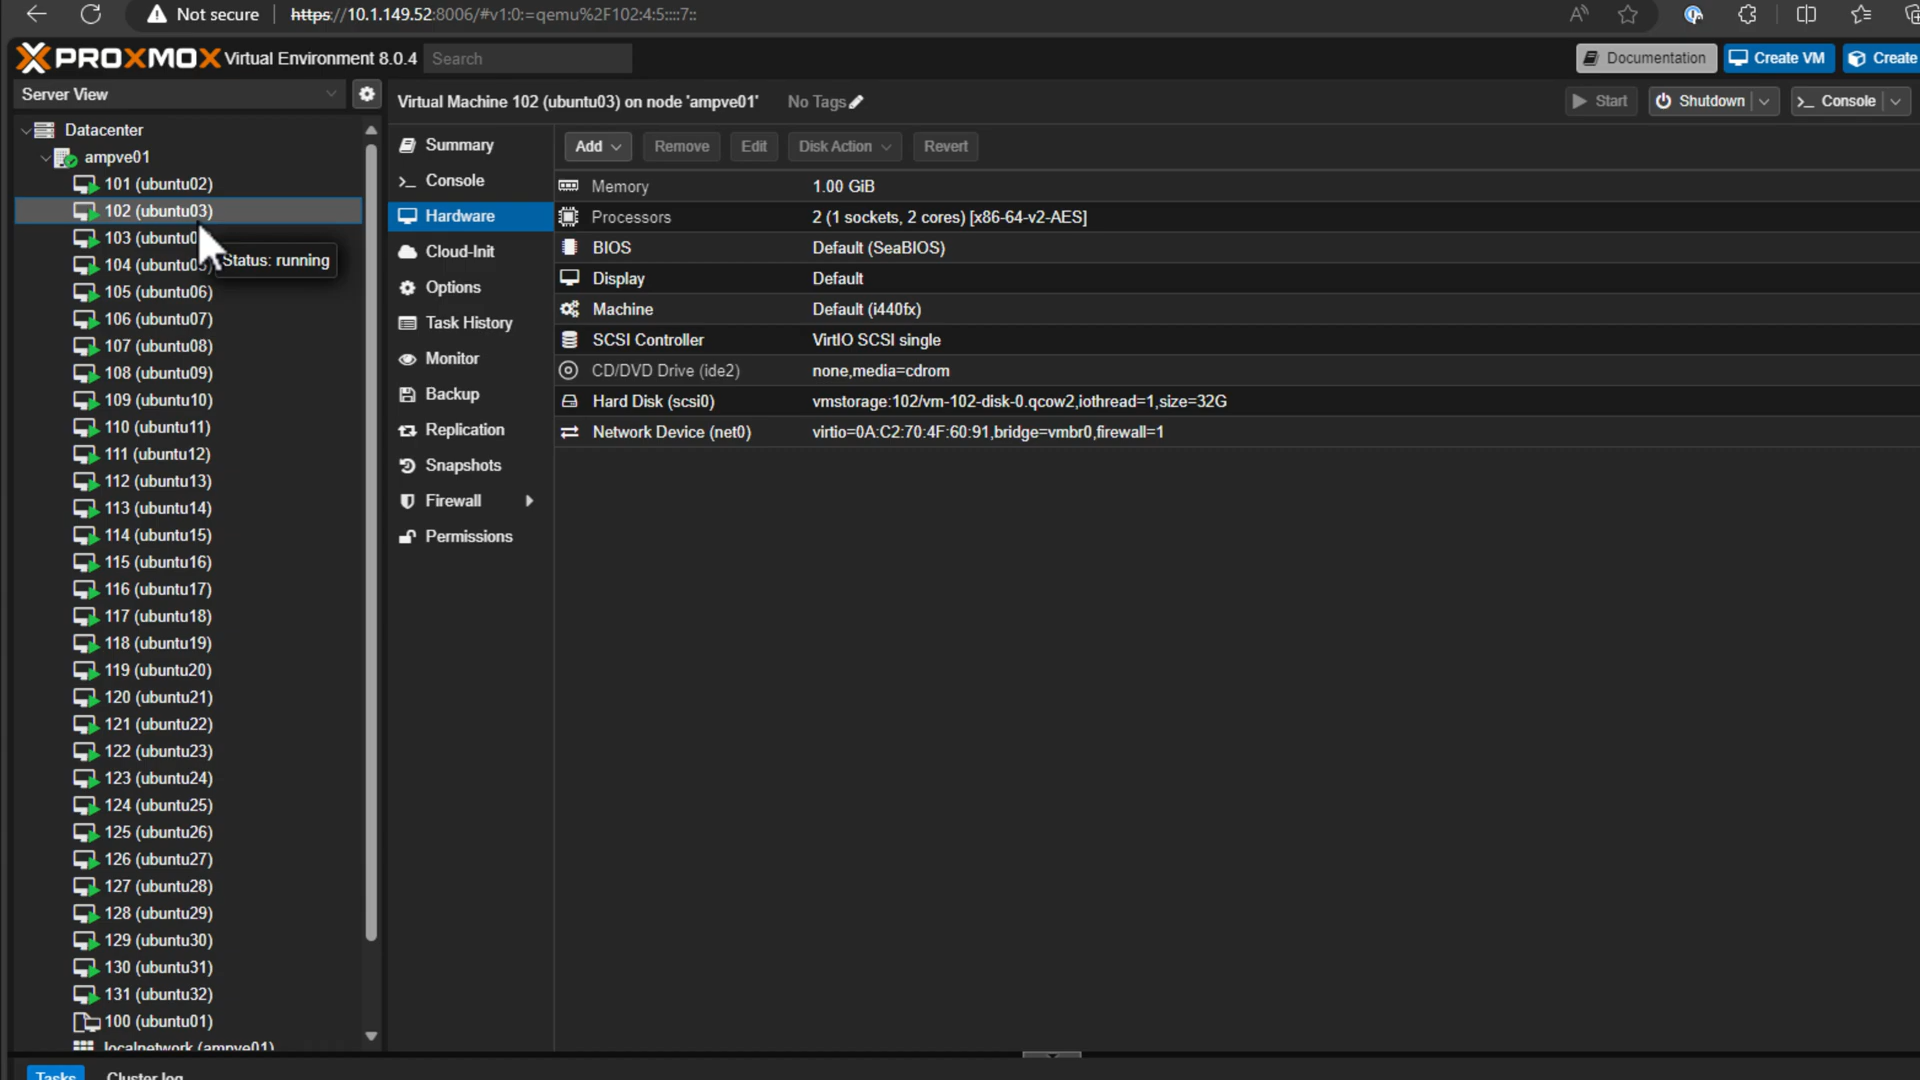 Not secure
https://10.1.149.52:8006/#v1:0:=qemu%2F102:4:5::::7::
PROXMOX Virtual Environment 8.0.4
Search
Documentation
Create VM
Create
Server View
Virtual Machine 102 (ubuntu03) on node 'ampve01'
No Tags
Start
Shutdown
Console
Datacenter
ampve01
101 (ubuntu02)
102 (ubuntu03)
103 (ubuntu0
104 (ubuntu05)
Status: running
105 (ubuntu06)
106 (ubuntu07)
107 (ubuntu08)
108 (ubuntu09)
109 (ubuntu10)
110 (ubuntu11)
111 (ubuntu12)
112 (ubuntu13)
113 (ubuntu14)
114 (ubuntu15)
115 (ubuntu16)
116 (ubuntu17)
117 (ubuntu18)
118 (ubuntu19)
119 (ubuntu20)
120 (ubuntu21)
121 (ubuntu22)
122 (ubuntu23)
123 (ubuntu24)
124 (ubuntu25)
125 (ubuntu26)
126 (ubuntu27)
127 (ubuntu28)
128 (ubuntu29)
129 (ubuntu30)
130 (ubuntu31)
131 (ubuntu32)
100 (ubuntu01)
localnetwork (ampve01)
Summary
Console
Hardware
Cloud-Init
Options
Task History
Monitor
Backup
Replication
Snapshots
Firewall
Permissions
Add
Remove
Edit
Disk Action
Revert
Memory 1.00 GiB
Processors 2 (1 sockets, 2 cores) [x86-64-v2-AES]
BIOS Default (SeaBIOS)
Display Default
Machine Default (i440fx)
SCSI Controller VirtIO SCSI single
CD/DVD Drive (ide2) none,media=cdrom
Hard Disk (scsi0) vmstorage:102/vm-102-disk-0.qcow2,iothread=1,size=32G
Network Device (net0) virtio=0A:C2:70:4F:60:91,bridge=vmbr0,firewall=1
Tasks
Cluster log